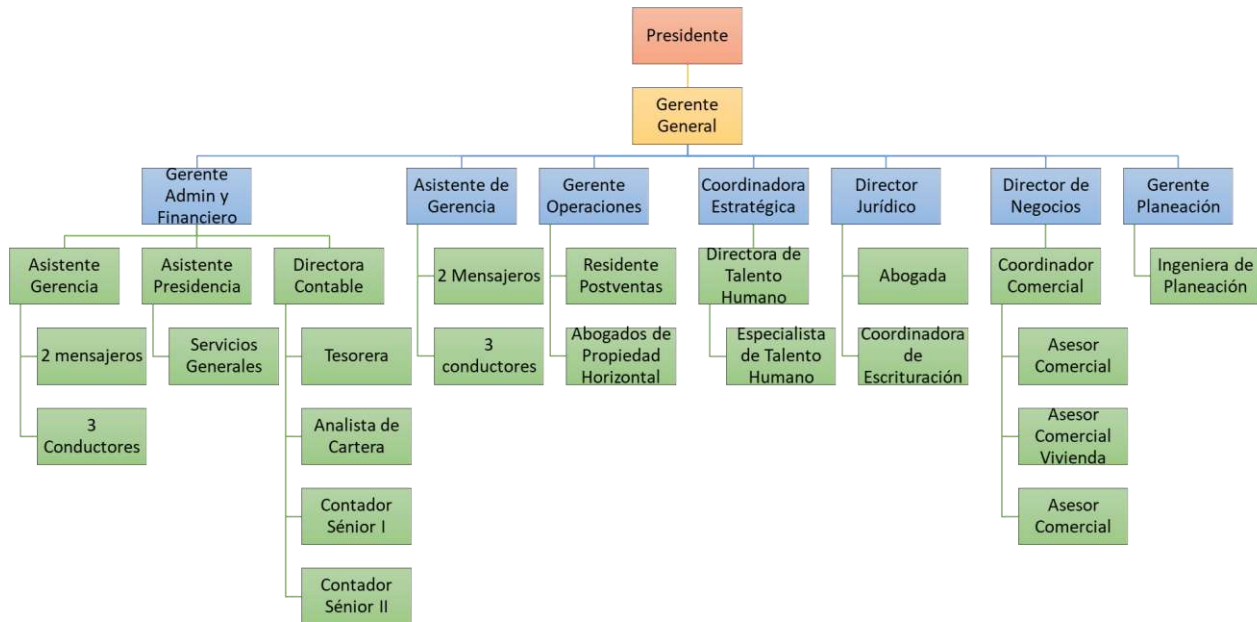 Presidente
Gerente
General
Gerente
Admin y
Financiero
Asistente de
Gerencia
Gerente
Operaciones
Coordinadora
Estratégica
Director
Jurídico
Director de
Negocios
Gerente
Planeación
Asistente
Gerencia
Asistente
Presidencia
Directora
Contable
2 Mensajeros
Residente
Postventas
Directora de
Talento
Humano
Abogada
Coordinador
Comercial
Ingeniera de
Planeación
2 mensajeros
Servicios
Generales
Tesorera
3
conductores
Abogados de
Propiedad
Horizontal
Especialista
de Talento
Humano
Coordinadora
de
Escrituración
Asesor
Comercial
3
Conductores
Analista de
Cartera
Asesor
Comercial
Vivienda
Contador
Sénior I
Asesor
Comercial
Contador
Sénior II